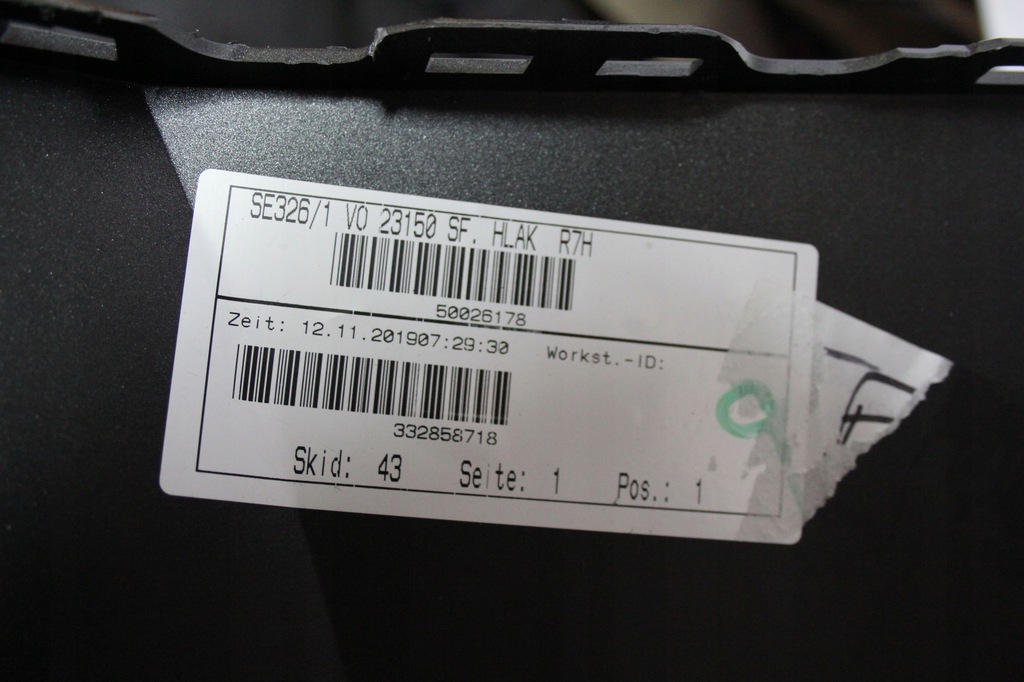 SE326/1 VO 23150 SF. HLAK R7H
50026178
Zeit: 12.11.201907:29:30 Workst.-ID:
332858718
Skid: 43 Seite: 1 Pos.: 1